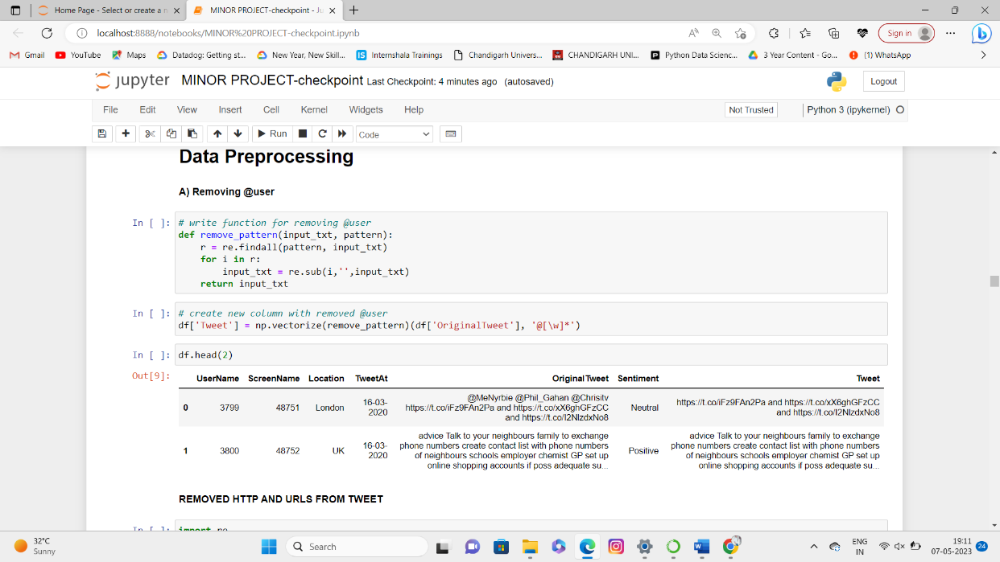 Home Page - Select or create a n
MINOR PROJECT-checkpoint - Ju
localhost:8888/notebooks/MINOR%20PROJECT-checkpoint.ipynb
Sign in
Gmail
YouTube
Maps
Datadog: Getting st...
New Year, New Skill...
Internshala Trainings
Chandigarh Univers...
CHANDIGARH UNI...
Python Data Scienc...
3 Year Content - Go...
(1) WhatsApp
jupyter MINOR PROJECT-checkpoint Last Checkpoint: 4 minutes ago (autosaved)
Logout
File Edit View Insert Cell Kernel Widgets Help
Not Trusted
Python 3 (ipykernel)
Run
Code
Data Preprocessing
A) Removing @user
In [ ]: # write function for removing @user
def remove_pattern(input_txt, pattern):
    r = re.findall(pattern, input_txt)
    for i in r:
        input_txt = re.sub(i,'',input_txt)
    return input_txt
In [ ]: # create new column with removed @user
df['Tweet'] = np.vectorize(remove_pattern)(df['OriginalTweet'], '@[\w]*')
In [ ]: df.head(2)
Out[9]:
UserName ScreenName Location TweetAt OriginalTweet Sentiment Tweet
0 3799 48751 London 16-03-2020 @MeNyrbie @Phil_Gahan @Chrisitv https://t.co/iFz9FAn2Pa and https://t.co/xX6ghGFzCC and https://t.co/I2NlzdxNo8 Neutral https://t.co/iFz9FAn2Pa and https://t.co/xX6ghGFzCC and https://t.co/I2NlzdxNo8
1 3800 48752 UK 16-03-2020 advice Talk to your neighbours family to exchange phone numbers create contact list with phone numbers of neighbours schools employer chemist GP set up online shopping accounts if poss adequate su... Positive advice Talk to your neighbours family to exchange phone numbers create contact list with phone numbers of neighbours schools employer chemist GP set up online shopping accounts if poss adequate su...
REMOVED HTTP AND URLS FROM TWEET
In [ ]: import re
32°C
Sunny
Search
ENG
IN
19:11
07-05-2023
24